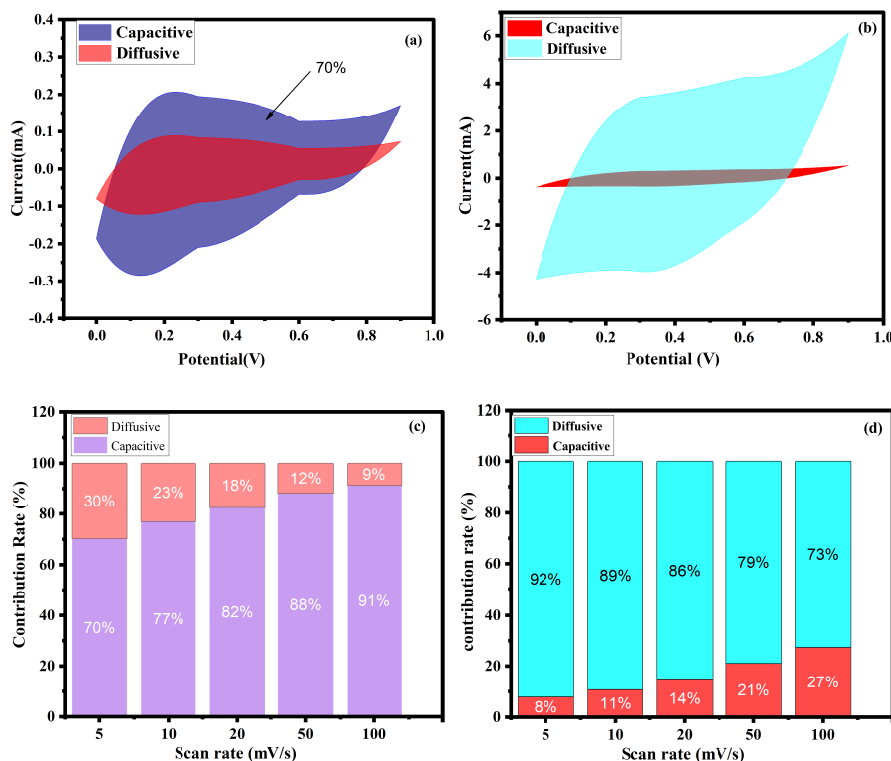 Capacitive
Diffusive
(a)
70%
0.4
0.3
0.2
0.1
0.0
-0.1
-0.2
-0.3
-0.4
Current(mA)
0.0 0.2 0.4 0.6 0.8 1.0
Potential(V)
Capacitive
Diffusive
(b)
6
4
2
0
-2
-4
-6
Current(mA)
0.0 0.2 0.4 0.6 0.8 1.0
Potential (V)
Diffusive
Capacitive
(c)
120
100
80
60
40
20
0
Contribution Rate (%)
30% 23% 18% 12% 9%
70% 77% 82% 88% 91%
5 10 20 50 100
Scan rate (mV/s)
Diffusive
Capacitive
(d)
120
100
80
60
40
20
0
contribution rate (%)
92% 89% 86% 79% 73%
8% 11% 14% 21% 27%
5 10 20 50 100
Scan rate (mV/s)